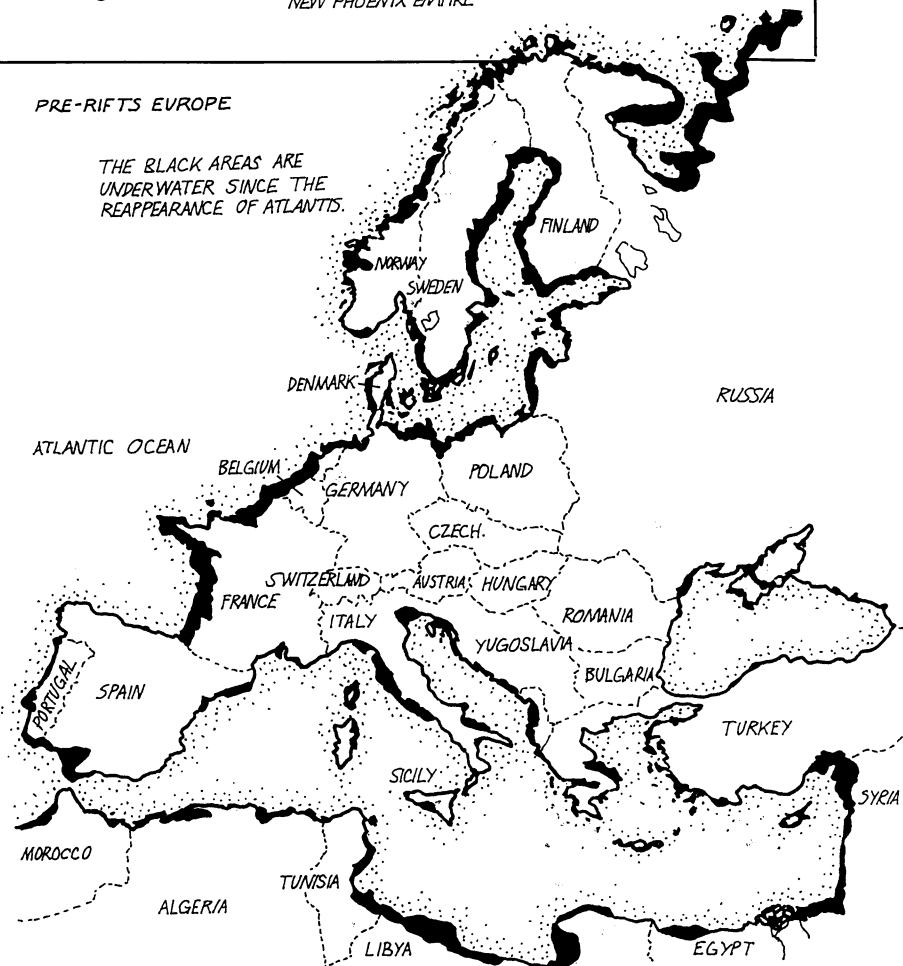 NEW PHOENIX EMPIRE
PRE-RIFTS EUROPE
THE BLACK AREAS ARE
UNDERWATER SINCE THE
REAPPEARANCE OF ATLANTIS.
FINLAND
NORWAY
SWEDEN
DENMARK
RUSSIA
ATLANTIC OCEAN
BELGIUM
POLAND
GERMANY
CZECH.
SWITZERLAND
AUSTRIA
HUNGARY
FRANCE
ITALY
ROMANIA
YUGOSLAVIA
BULGARIA
PORTUGAL
SPAIN
TURKEY
SICILY
SYRIA
MOROCCO
TUNISIA
ALGERIA
LIBYA
EGYPT